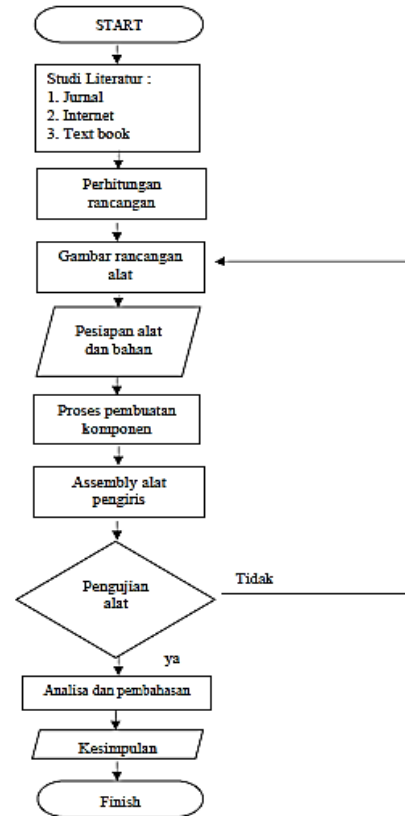 START
Studi Literatur :
1. Jurnal
2. Internet
3. Text book
Perhitungan
rancangan
Gambar rancangan
alat
Pesiapan alat
dan bahan
Proses pembuatan
komponen
Assembly alat
pengiris
Pengujian
alat
Tidak
ya
Analisa dan pembahasan
Kesimpulan
Finish